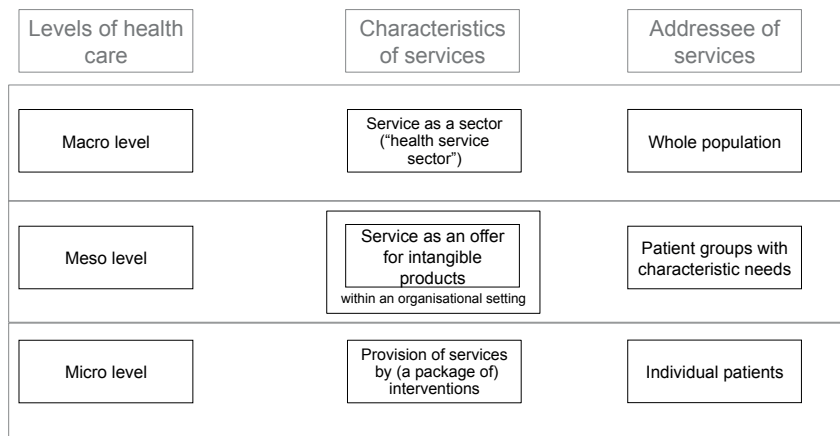 Levels of health
care
Characteristics
of services
Addressee of
services
Macro level
Service as a sector
(“health service
sector”)
Whole population
Meso level
Service as an offer
for intangible
products
within an organisational setting
Patient groups with
characteristic needs
Micro level
Provision of services
by (a package of)
interventions
Individual patients